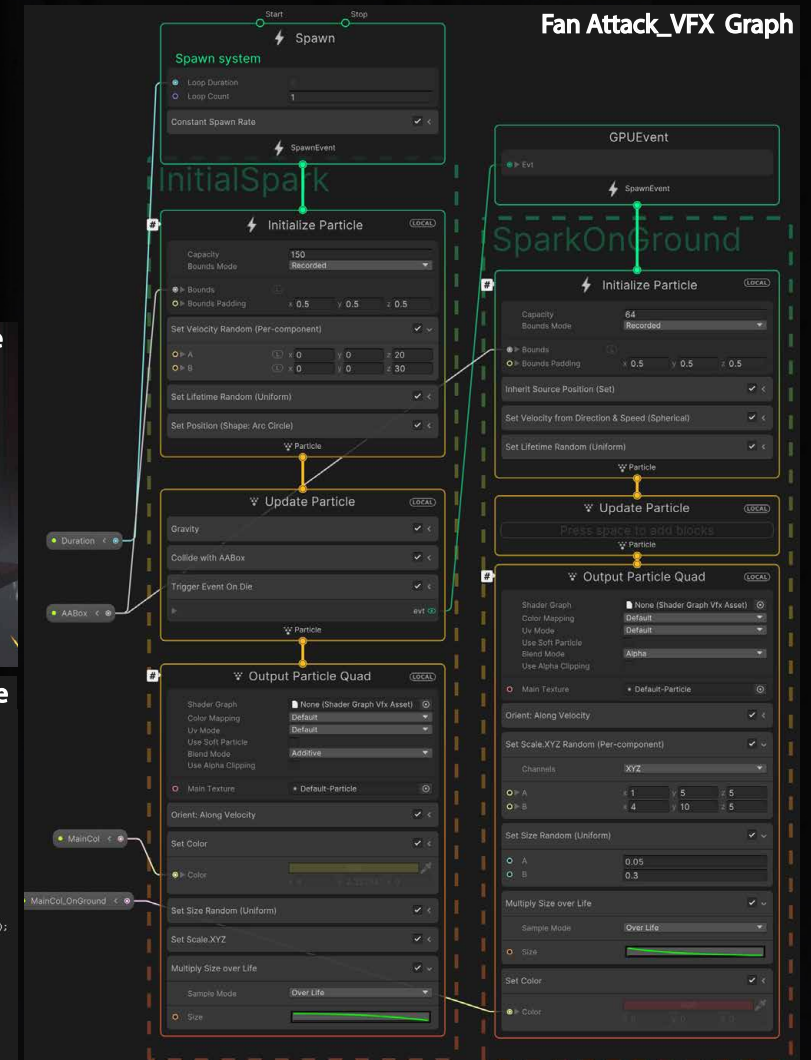 Fan Attack_VFX Graph
Start
Stop
Spawn
Spawn system
Loop Duration
Loop Count 1
Constant Spawn Rate
SpawnEvent
InitialSpark
Initialize Particle LOCAL
Capacity 150
Bounds Mode Recorded
Bounds
Bounds Padding x 0.5 y 0.5 z 0.5
Set Velocity Random (Per-component)
A L x 0 y 0 z 20
B L x 0 y 0 z 30
Set Lifetime Random (Uniform)
Set Position (Shape: Arc Circle)
Particle
Update Particle LOCAL
Gravity
Collide with AABox
Trigger Event On Die
evt
Particle
Output Particle Quad LOCAL
Shader Graph None (Shader Graph Vfx Asset)
Color Mapping Default
Uv Mode Default
Use Soft Particle
Blend Mode Additive
Use Alpha Clipping
Main Texture Default-Particle
Orient: Along Velocity
Set Color
Color
Set Size Random (Uniform)
Set Scale.XYZ
Multiply Size over Life
Sample Mode Over Life
Size
Duration
AABox
MainCol
MainCol_OnGround
GPUEvent
Evt
SpawnEvent
SparkOnGround
Initialize Particle LOCAL
Capacity 64
Bounds Mode Recorded
Bounds
Bounds Padding x 0.5 y 0.5 z 0.5
Inherit Source Position (Set)
Set Velocity from Direction & Speed (Spherical)
Set Lifetime Random (Uniform)
Particle
Update Particle LOCAL
Press space to add blocks
Particle
Output Particle Quad LOCAL
Shader Graph None (Shader Graph Vfx Asset)
Color Mapping Default
Uv Mode Default
Use Soft Particle
Blend Mode Alpha
Use Alpha Clipping
Main Texture Default-Particle
Orient: Along Velocity
Set Scale.XYZ Random (Per-component)
Channels XYZ
A x 1 y 5 z 5
B x 4 y 10 z 5
Set Size Random (Uniform)
A 0.05
B 0.3
Multiply Size over Life
Sample Mode Over Life
Size
Set Color
Color
e
e
);